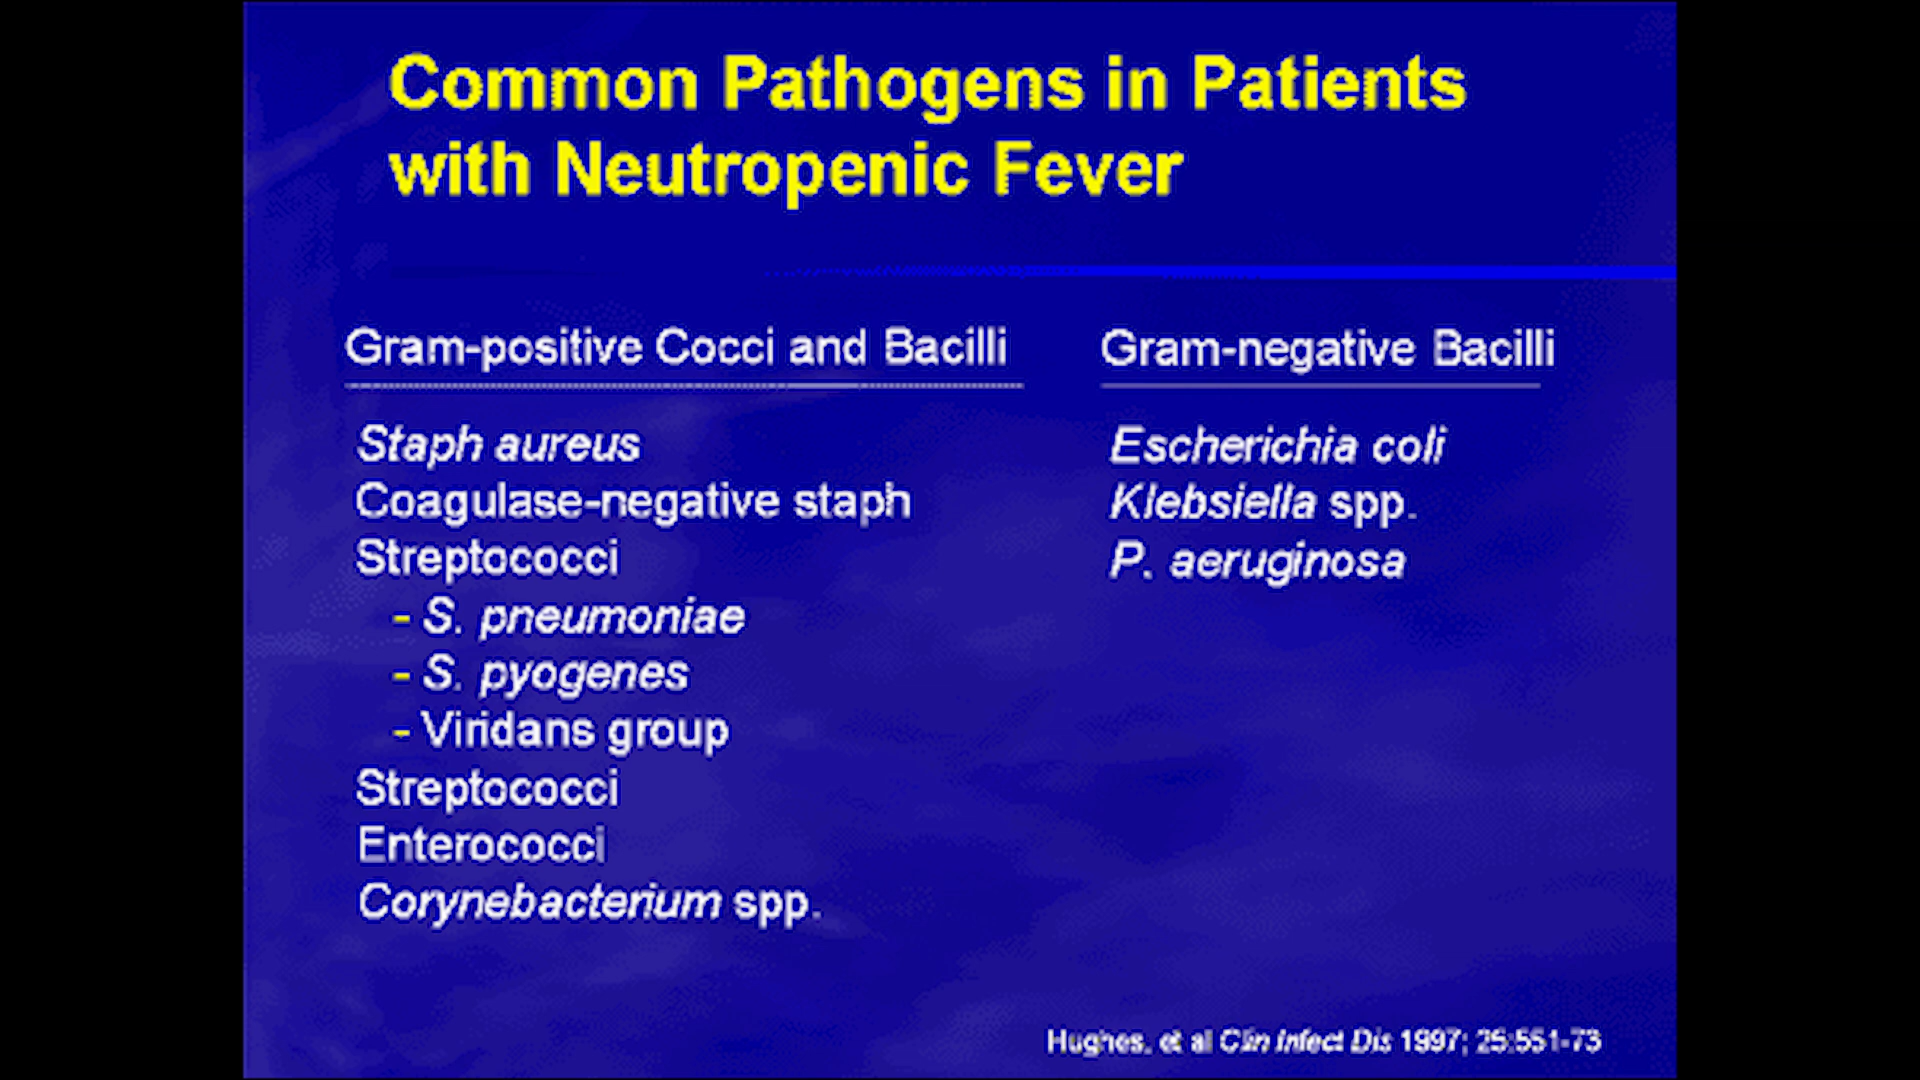 Common Pathogens in Patients
with Neutropenic Fever
Gram-positive Cocci and Bacilli
Staph aureus
Coagulase-negative staph
Streptococci
- S. pneumoniae
- S. pyogenes
- Viridans group
Streptococci
Enterococci
Corynebacterium spp.
Gram-negative Bacilli
Escherichia coli
Klebsiella spp.
P. aeruginosa
Hughes, et al Clin Infect Dis 1997; 25:551-73